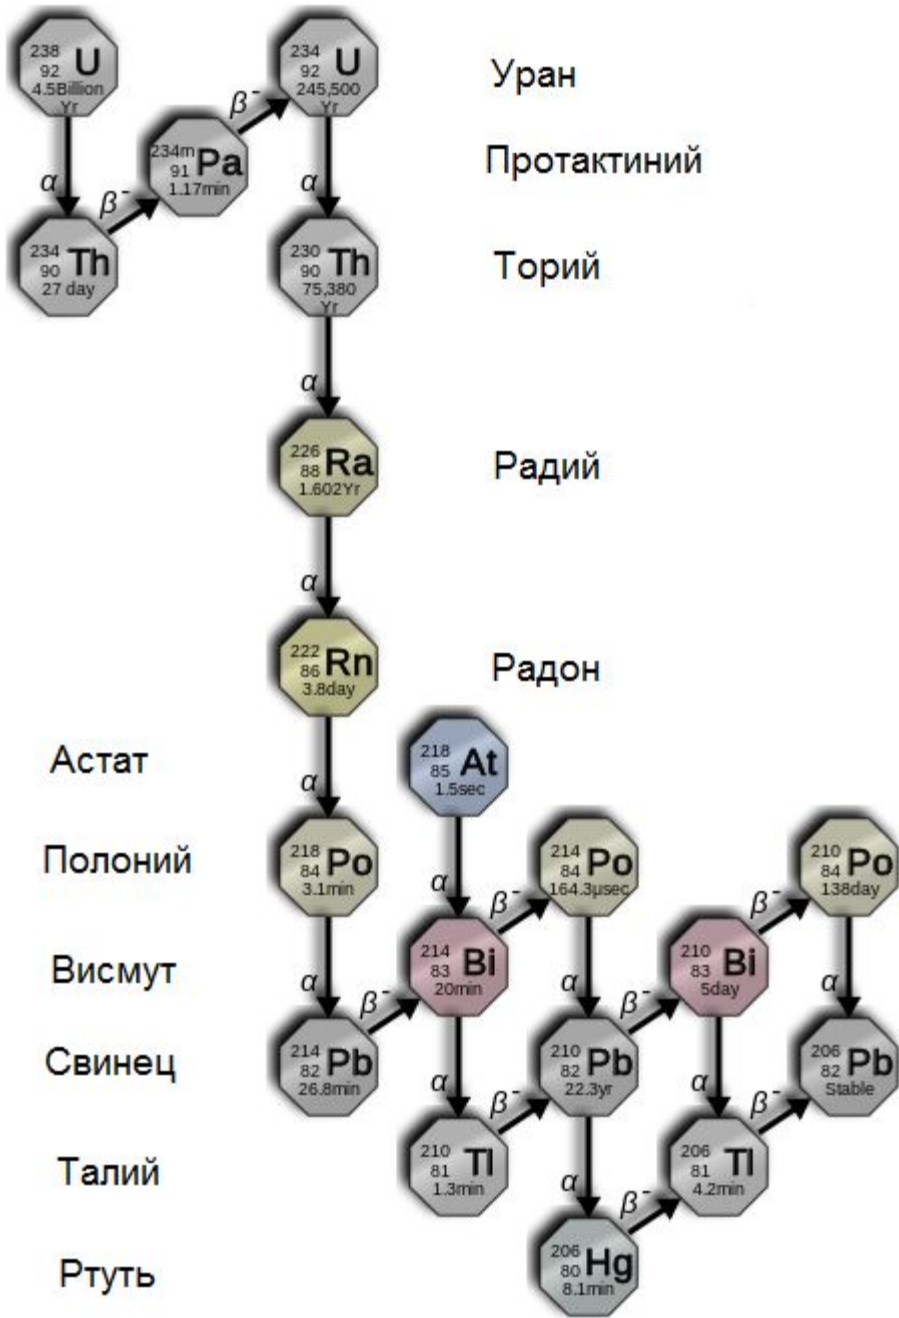 238
92 U
4.5Billion
Yr
234
92 U
245,500
Yr
Уран
β⁻
234m
91 Pa
1.17min
Протактиний
α
β⁻
α
234
90 Th
27 day
230
90 Th
75,380
Yr
Торий
α
226
88 Ra
1.602Yr
Радий
α
222
86 Rn
3.8day
Радон
Астат
α
218
85 At
1.5sec
Полоний
218
84 Po
3.1min
α
β⁻
214
84 Po
164.3µsec
β⁻
210
84 Po
138day
Висмут
α
β⁻
214
83 Bi
20min
α
β⁻
210
83 Bi
5day
α
Свинец
214
82 Pb
26.8min
α
β⁻
210
82 Pb
22.3yr
α
β⁻
206
82 Pb
Stable
Талий
210
81 Tl
1.3min
α
β⁻
206
81 Tl
4.2min
Ртуть
206
80 Hg
8.1min